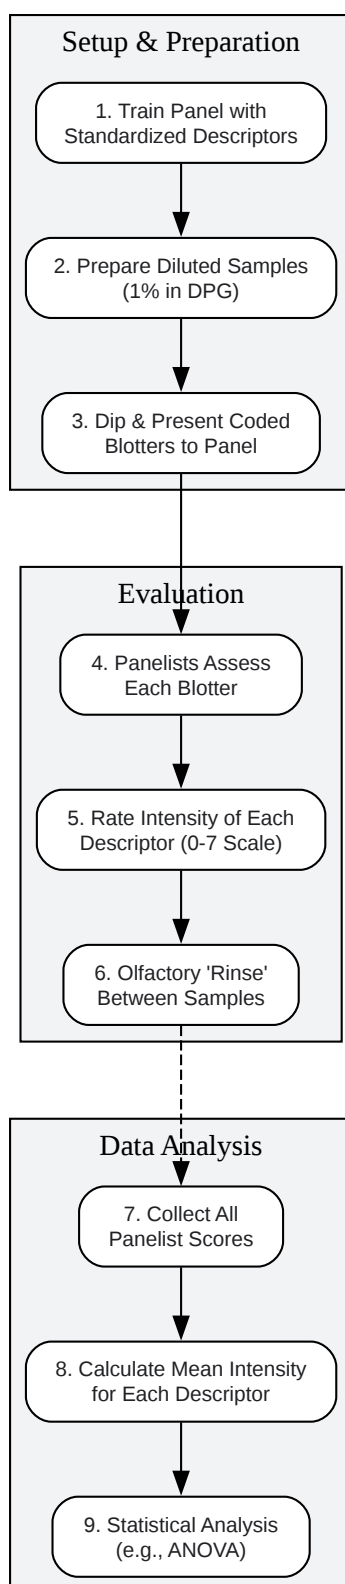 Setup & Preparation
1. Train Panel with
Standardized Descriptors
2. Prepare Diluted Samples
(1% in DPG)
3. Dip & Present Coded
Blotters to Panel
Evaluation
4. Panelists Assess
Each Blotter
5. Rate Intensity of Each
Descriptor (0-7 Scale)
6. Olfactory 'Rinse'
Between Samples
Data Analysis
7. Collect All
Panelist Scores
8. Calculate Mean Intensity
for Each Descriptor
9. Statistical Analysis
(e.g., ANOVA)